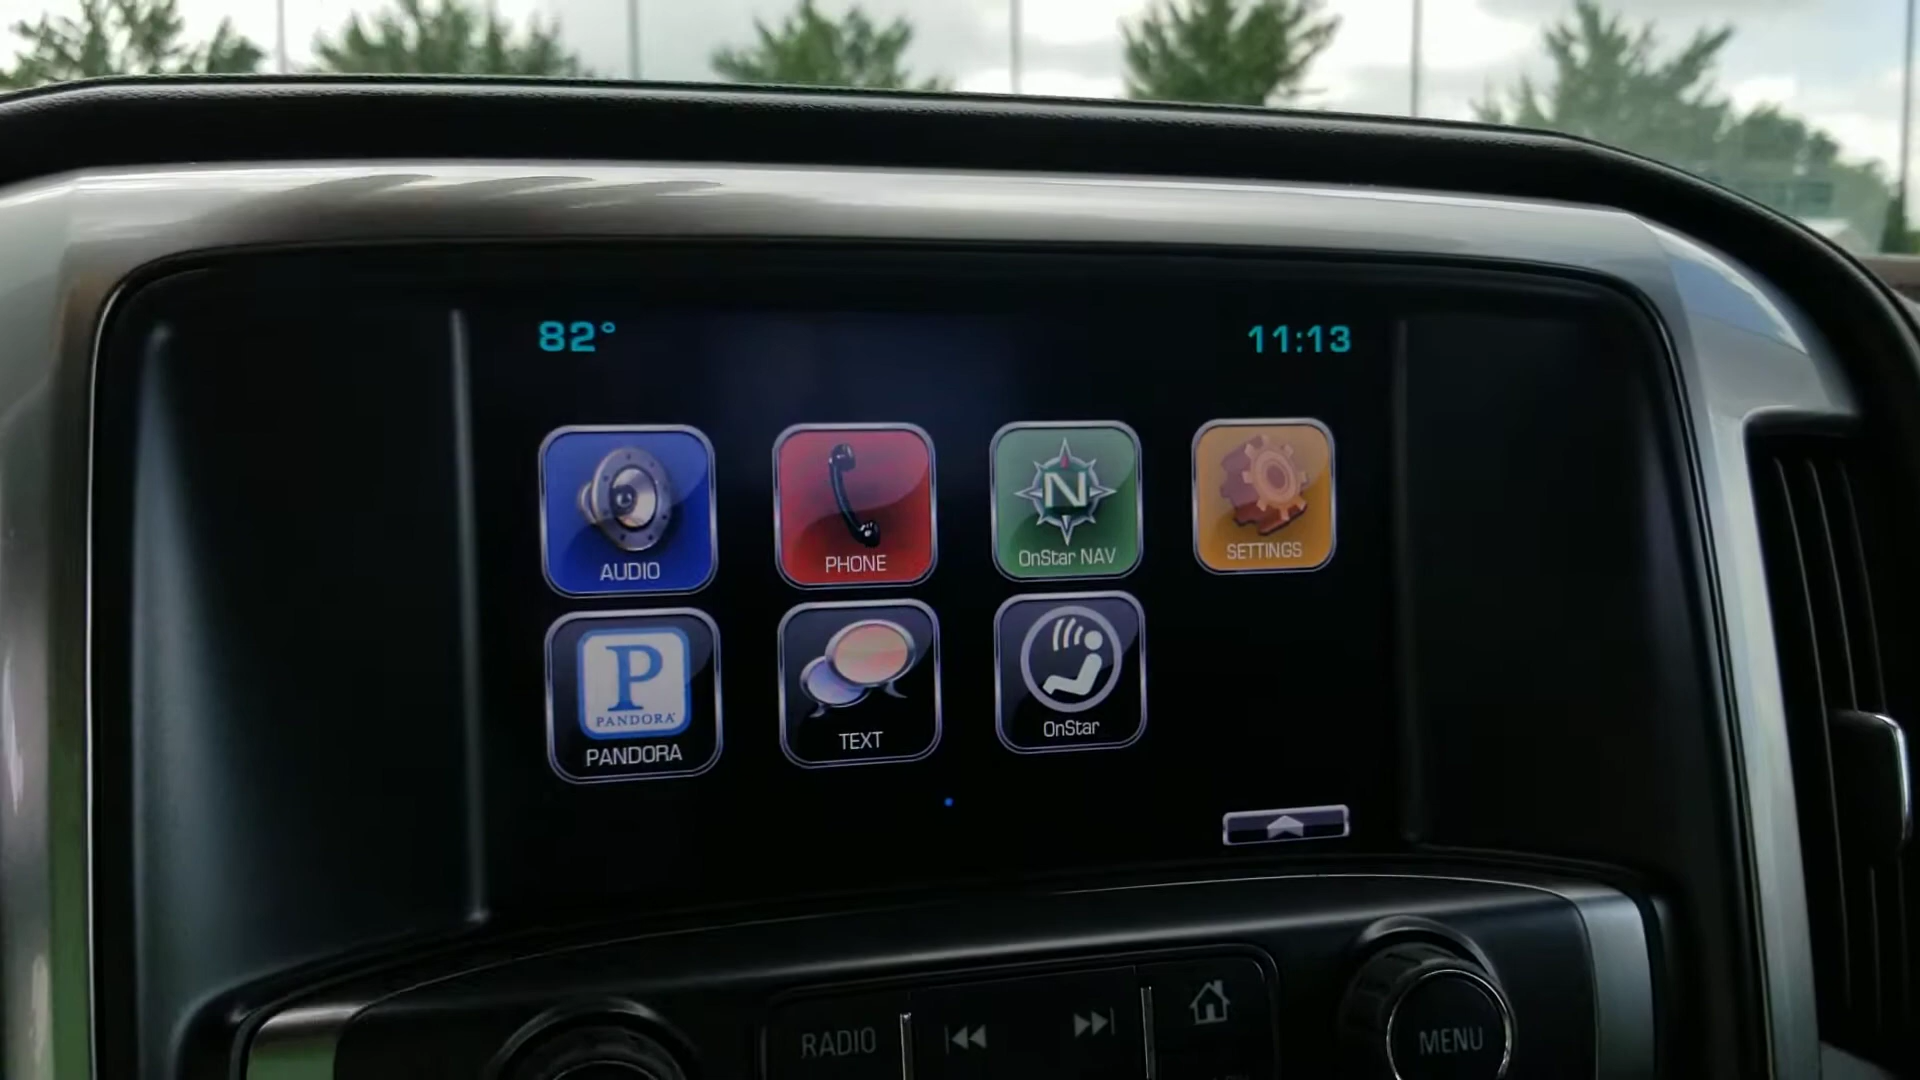 82°
11:13
AUDIO
PHONE
N
OnStar NAV
SETTINGS
P
PANDORA
PANDORA
TEXT
OnStar
RADIO
MENU